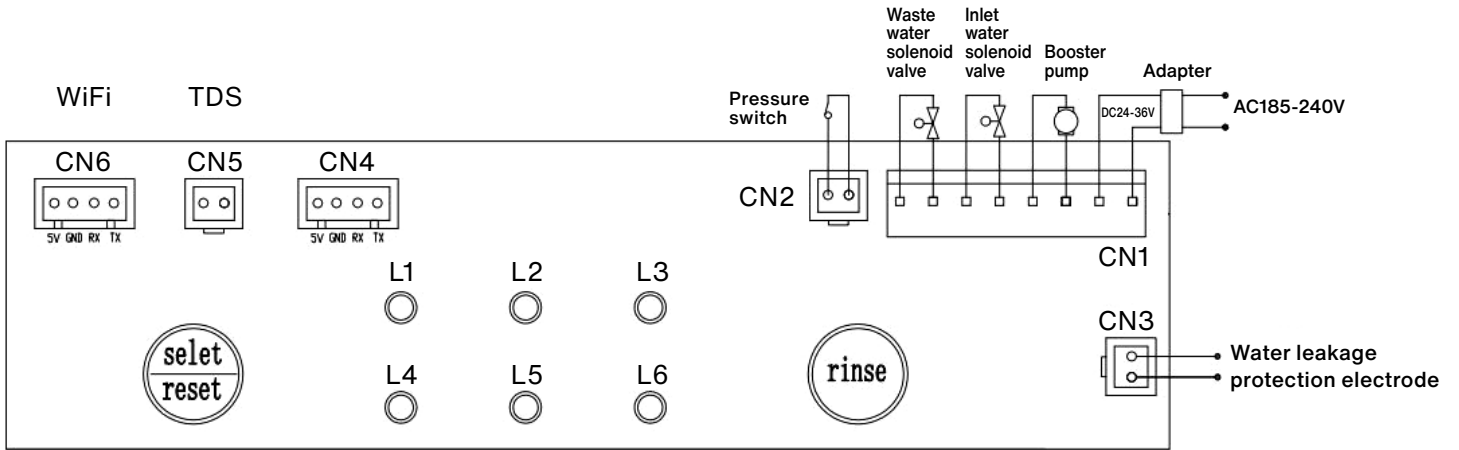 Waste
water
solenoid
valve
Inlet
water
solenoid
valve
Booster
pump
Adapter
WiFi
TDS
Pressure
switch
DC24-36V
AC185-240V
CN6
CN5
CN4
CN2
5V GND RX TX
5V GND RX TX
CN1
L1
L2
L3
CN3
selet
reset
rinse
Water leakage
protection electrode
L4
L5
L6